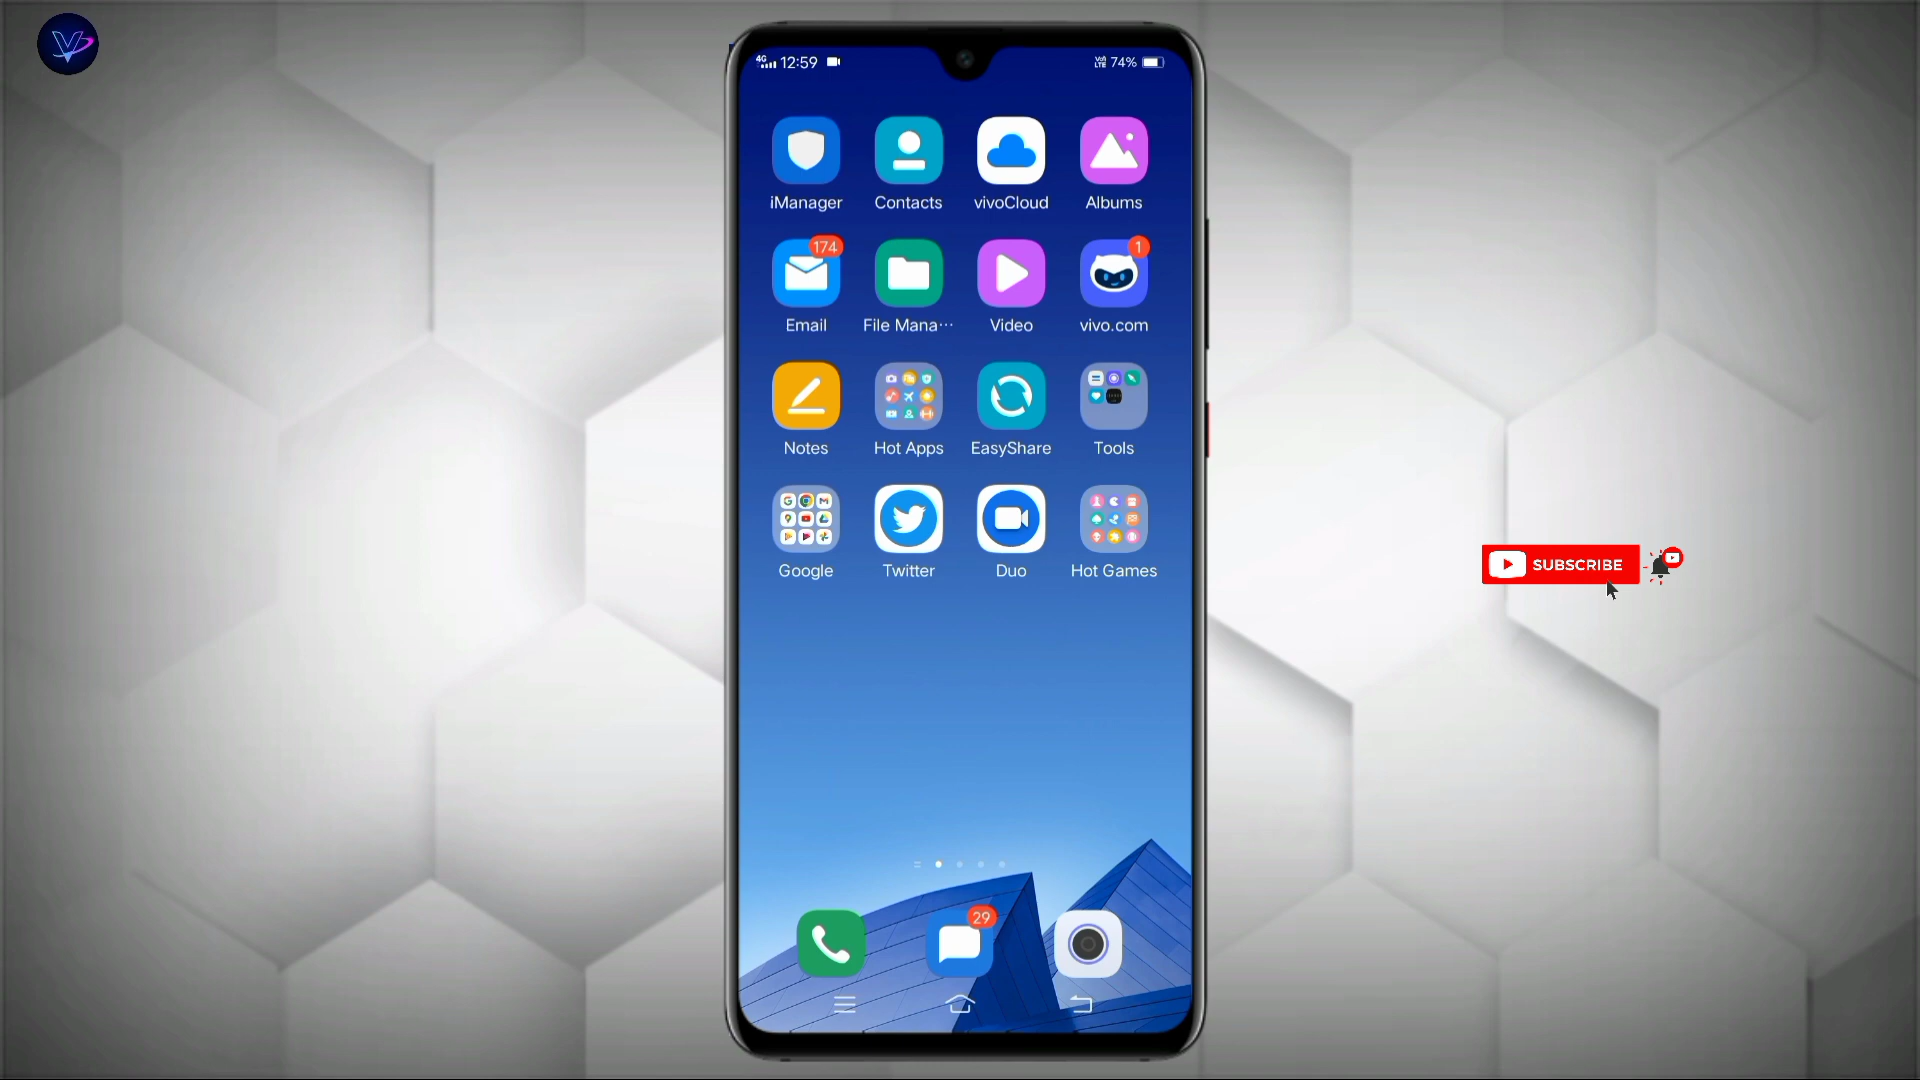 4G 12:59
74%
iManager Contacts vivoCloud Albums
174 1
Email File Mana··· Video vivo.com
Notes Hot Apps EasyShare Tools
Google Twitter Duo Hot Games
SUBSCRIBE
29